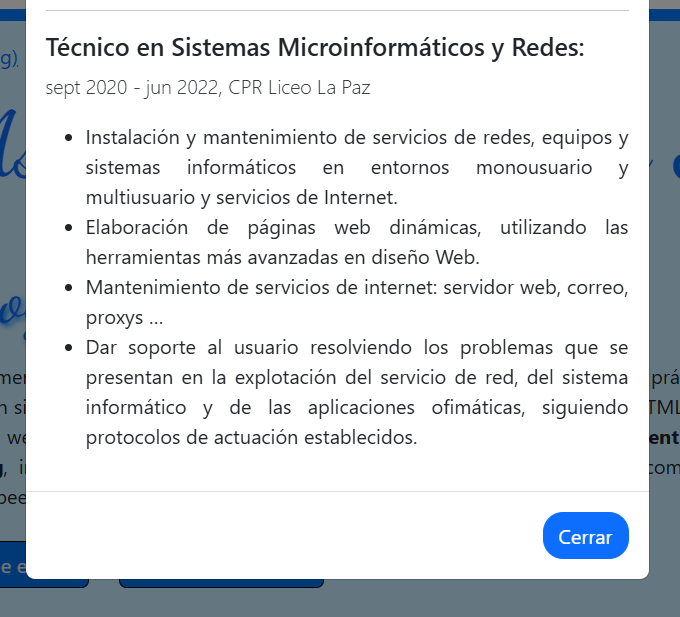 Técnico en Sistemas Microinformáticos y Redes:
sept 2020 - jun 2022, CPR Liceo La Paz
• Instalación y mantenimiento de servicios de redes, equipos y
sistemas informáticos en entornos monousuario y
multiusuario y servicios de Internet.
• Elaboración de páginas web dinámicas, utilizando las
herramientas más avanzadas en diseño Web.
• Mantenimiento de servicios de internet: servidor web, correo,
proxys ...
• Dar soporte al usuario resolviendo los problemas que se
presentan en la explotación del servicio de red, del sistema
informático y de las aplicaciones ofimáticas, siguiendo
protocolos de actuación establecidos.
Cerrar